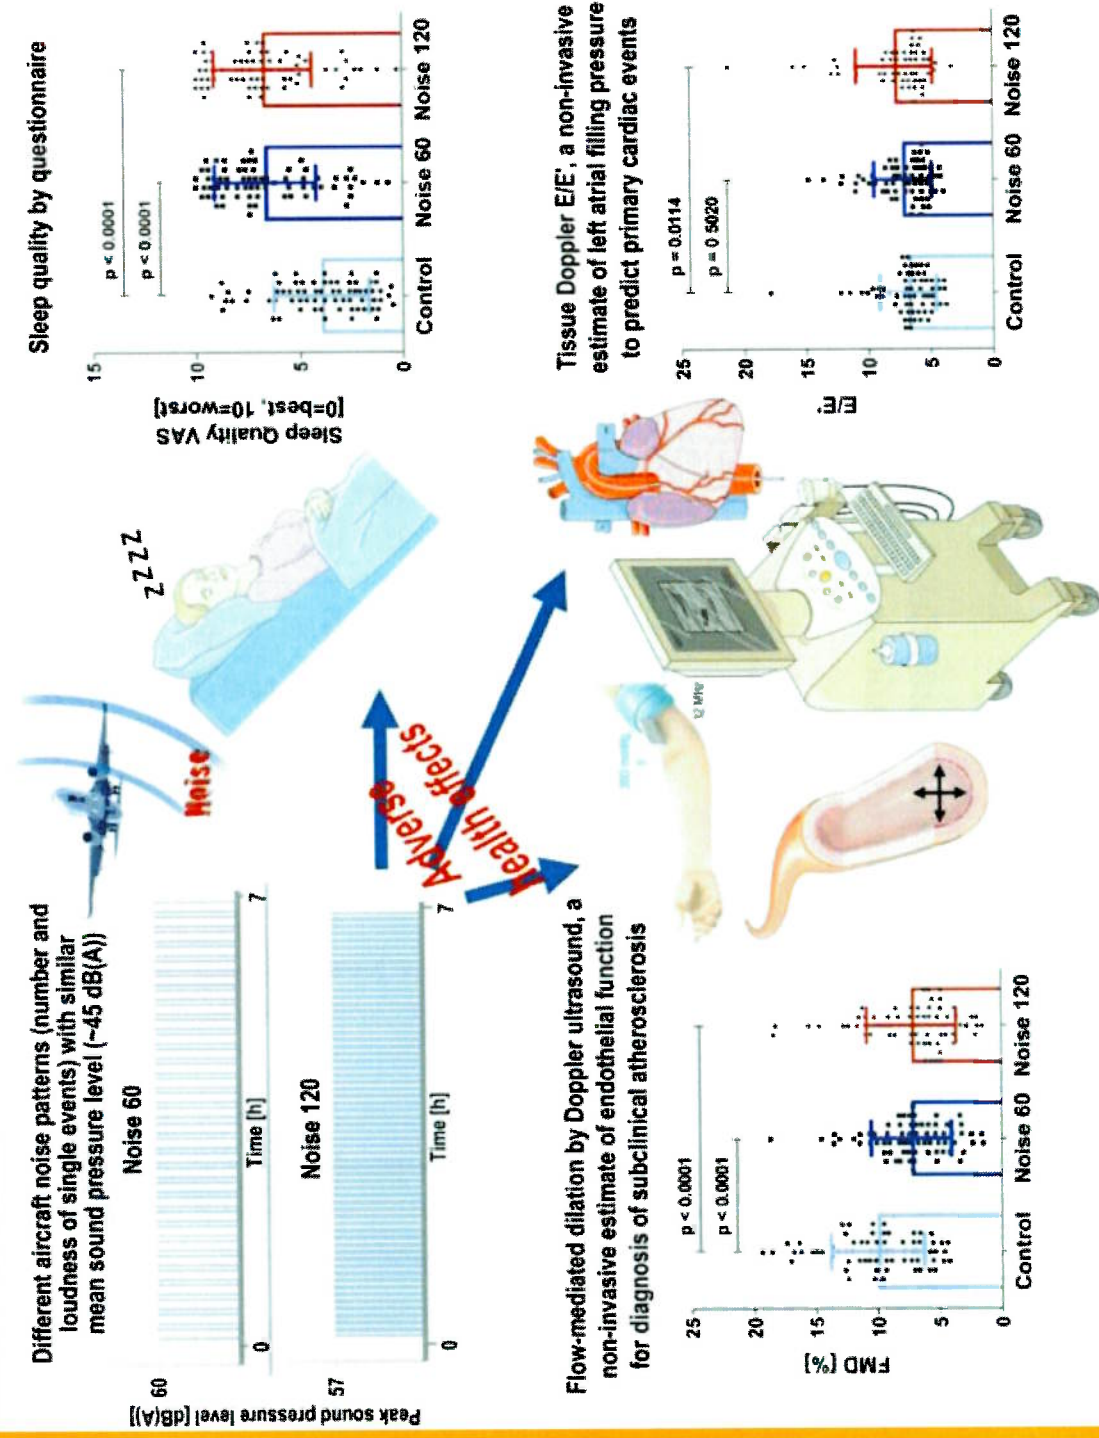 Different aircraft noise patterns (number and
loudness of single events) with similar
mean sound pressure level (~45 dB(A))
Noise 60
60
Peak sound pressure level [dB(A)]
0
Time [h]
7
Noise 120
57
0
Time [h]
7
Noise
zzzz
Adverse
health effects
Sleep quality by questionnaire
Sleep Quality VAS
[0=best, 10=worst]
15
10
5
0
p < 0.0001
p < 0.0001
Control
Noise 60
Noise 120
Flow-mediated dilation by Doppler ultrasound, a
non-invasive estimate of endothelial function
for diagnosis of subclinical atherosclerosis
FMD [%]
25
20
15
10
5
0
p < 0.0001
p < 0.0001
Control
Noise 60
Noise 120
12 MHz
Tissue Doppler E/E', a non-invasive
estimate of left atrial filling pressure
to predict primary cardiac events
E/E'
25
20
15
10
5
0
p = 0.0114
p = 0 5020
Control
Noise 60
Noise 120